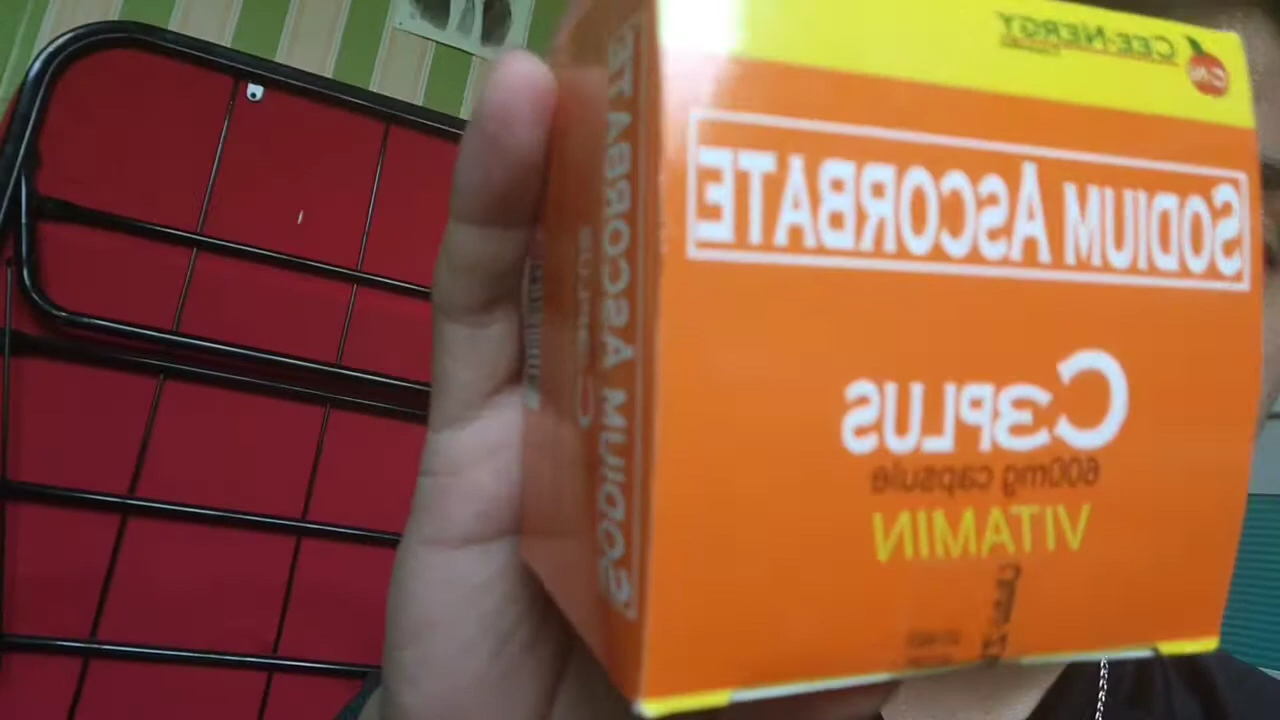 CEE-NERGY
SODIUM ASCORBATE
C3PLUS
600mg capsule
VITAMIN
SODIUM ASCORBATE